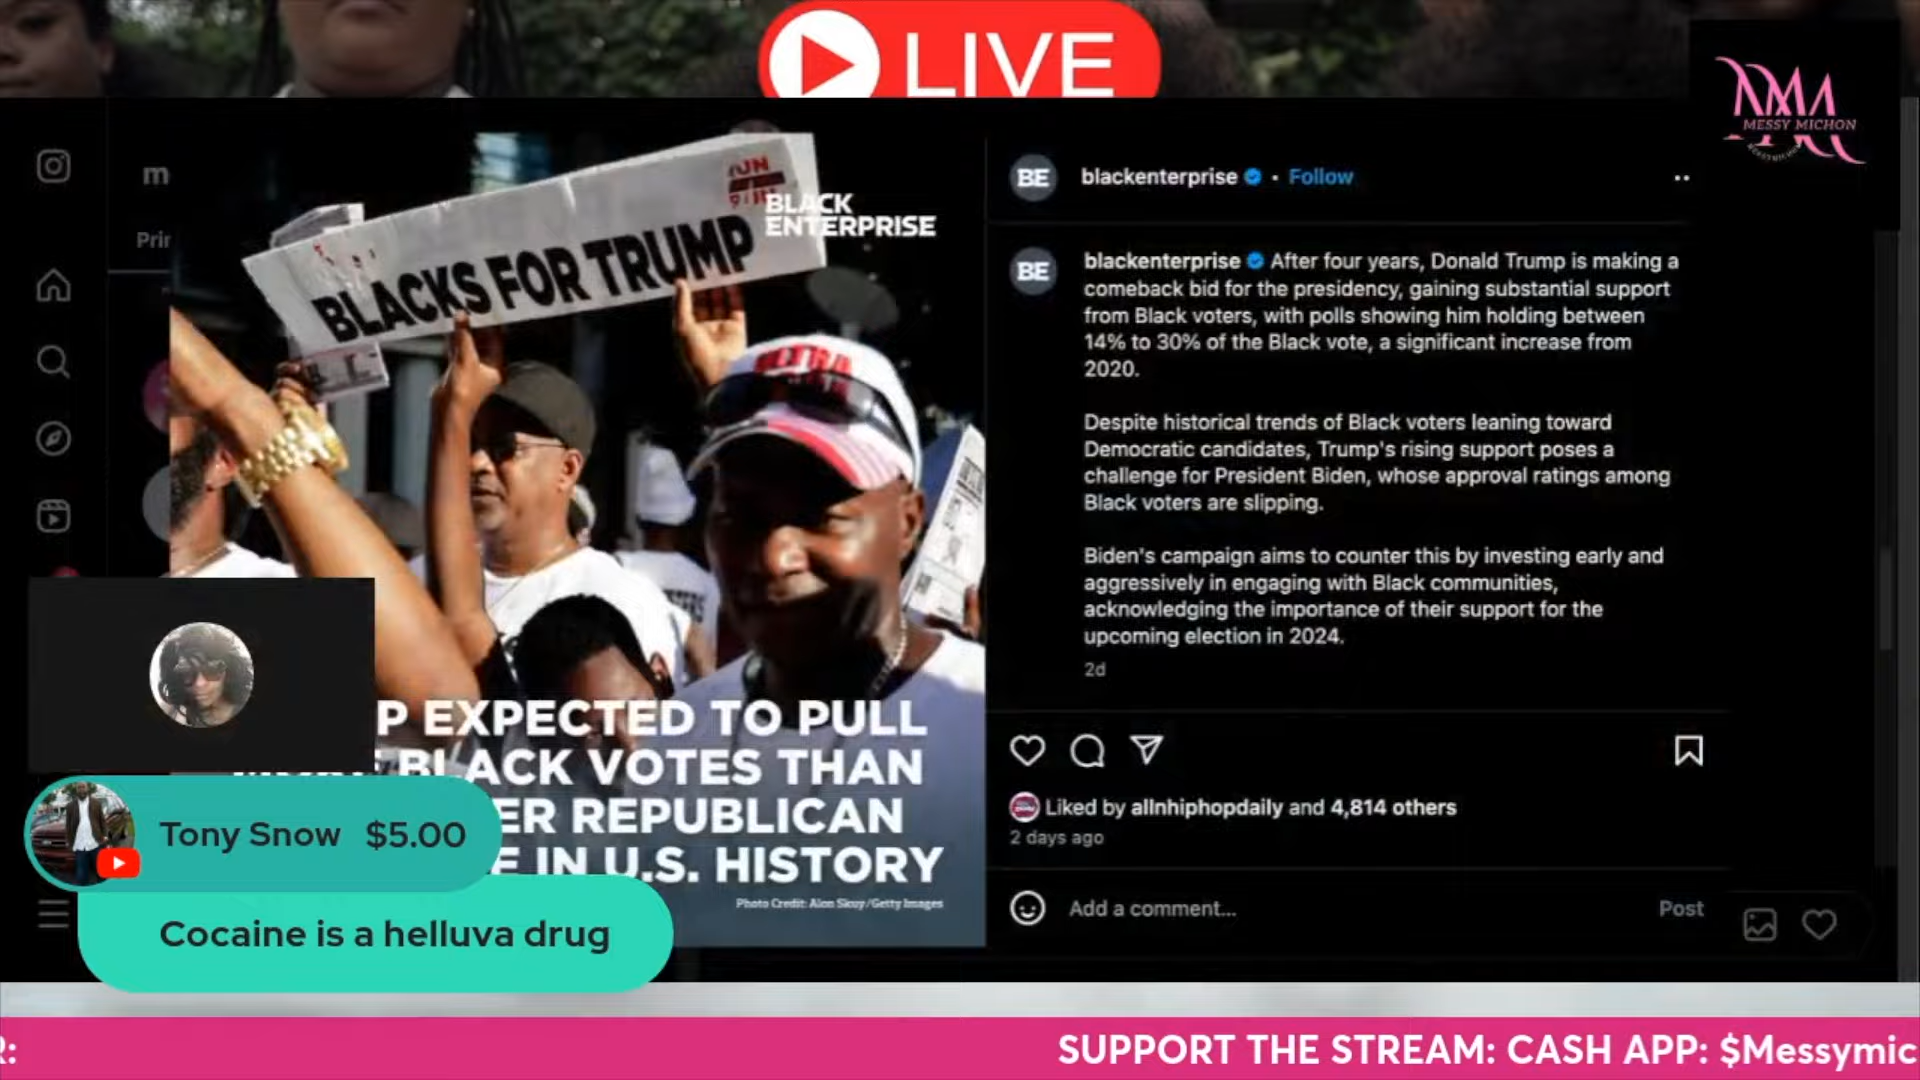 LIVE
NMA
MESSY MICHON
BLACKS FOR TRUMP
BLACK
ENTERPRISE
m
Prir
BE
blackenterprise • Follow
BE
blackenterprise After four years, Donald Trump is making a
comeback bid for the presidency, gaining substantial support
from Black voters, with polls showing him holding between
14% to 30% of the Black vote, a significant increase from
2020.
Despite historical trends of Black voters leaning toward
Democratic candidates, Trump's rising support poses a
challenge for President Biden, whose approval ratings among
Black voters are slipping.
Biden's campaign aims to counter this by investing early and
aggressively in engaging with Black communities,
acknowledging the importance of their support for the
upcoming election in 2024.
2d
P EXPECTED TO PULL
BLACK VOTES THAN
ER REPUBLICAN
E IN U.S. HISTORY
Photo Credit: Alon Skuy/Getty Images
Liked by allnhiphopdaily and 4,814 others
2 days ago
Add a comment...
Post
Tony Snow $5.00
Cocaine is a helluva drug
R:
SUPPORT THE STREAM: CASH APP: $Messymic